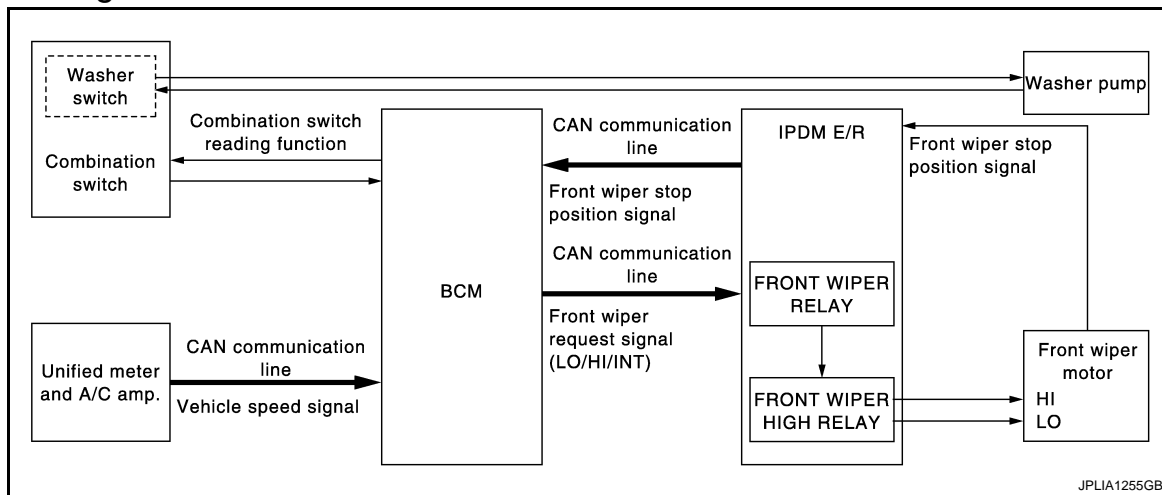 Washer
switch
Combination
switch
Combination switch
reading function
Unified meter
and A/C amp.
CAN communication
line
Vehicle speed signal
BCM
CAN communication
line
Front wiper stop
position signal
CAN communication
line
Front wiper
request signal
(LO/HI/INT)
IPDM E/R
FRONT WIPER
RELAY
FRONT WIPER
HIGH RELAY
Washer pump
Front wiper stop
position signal
Front wiper
motor
HI
LO
JPLIA1255GB